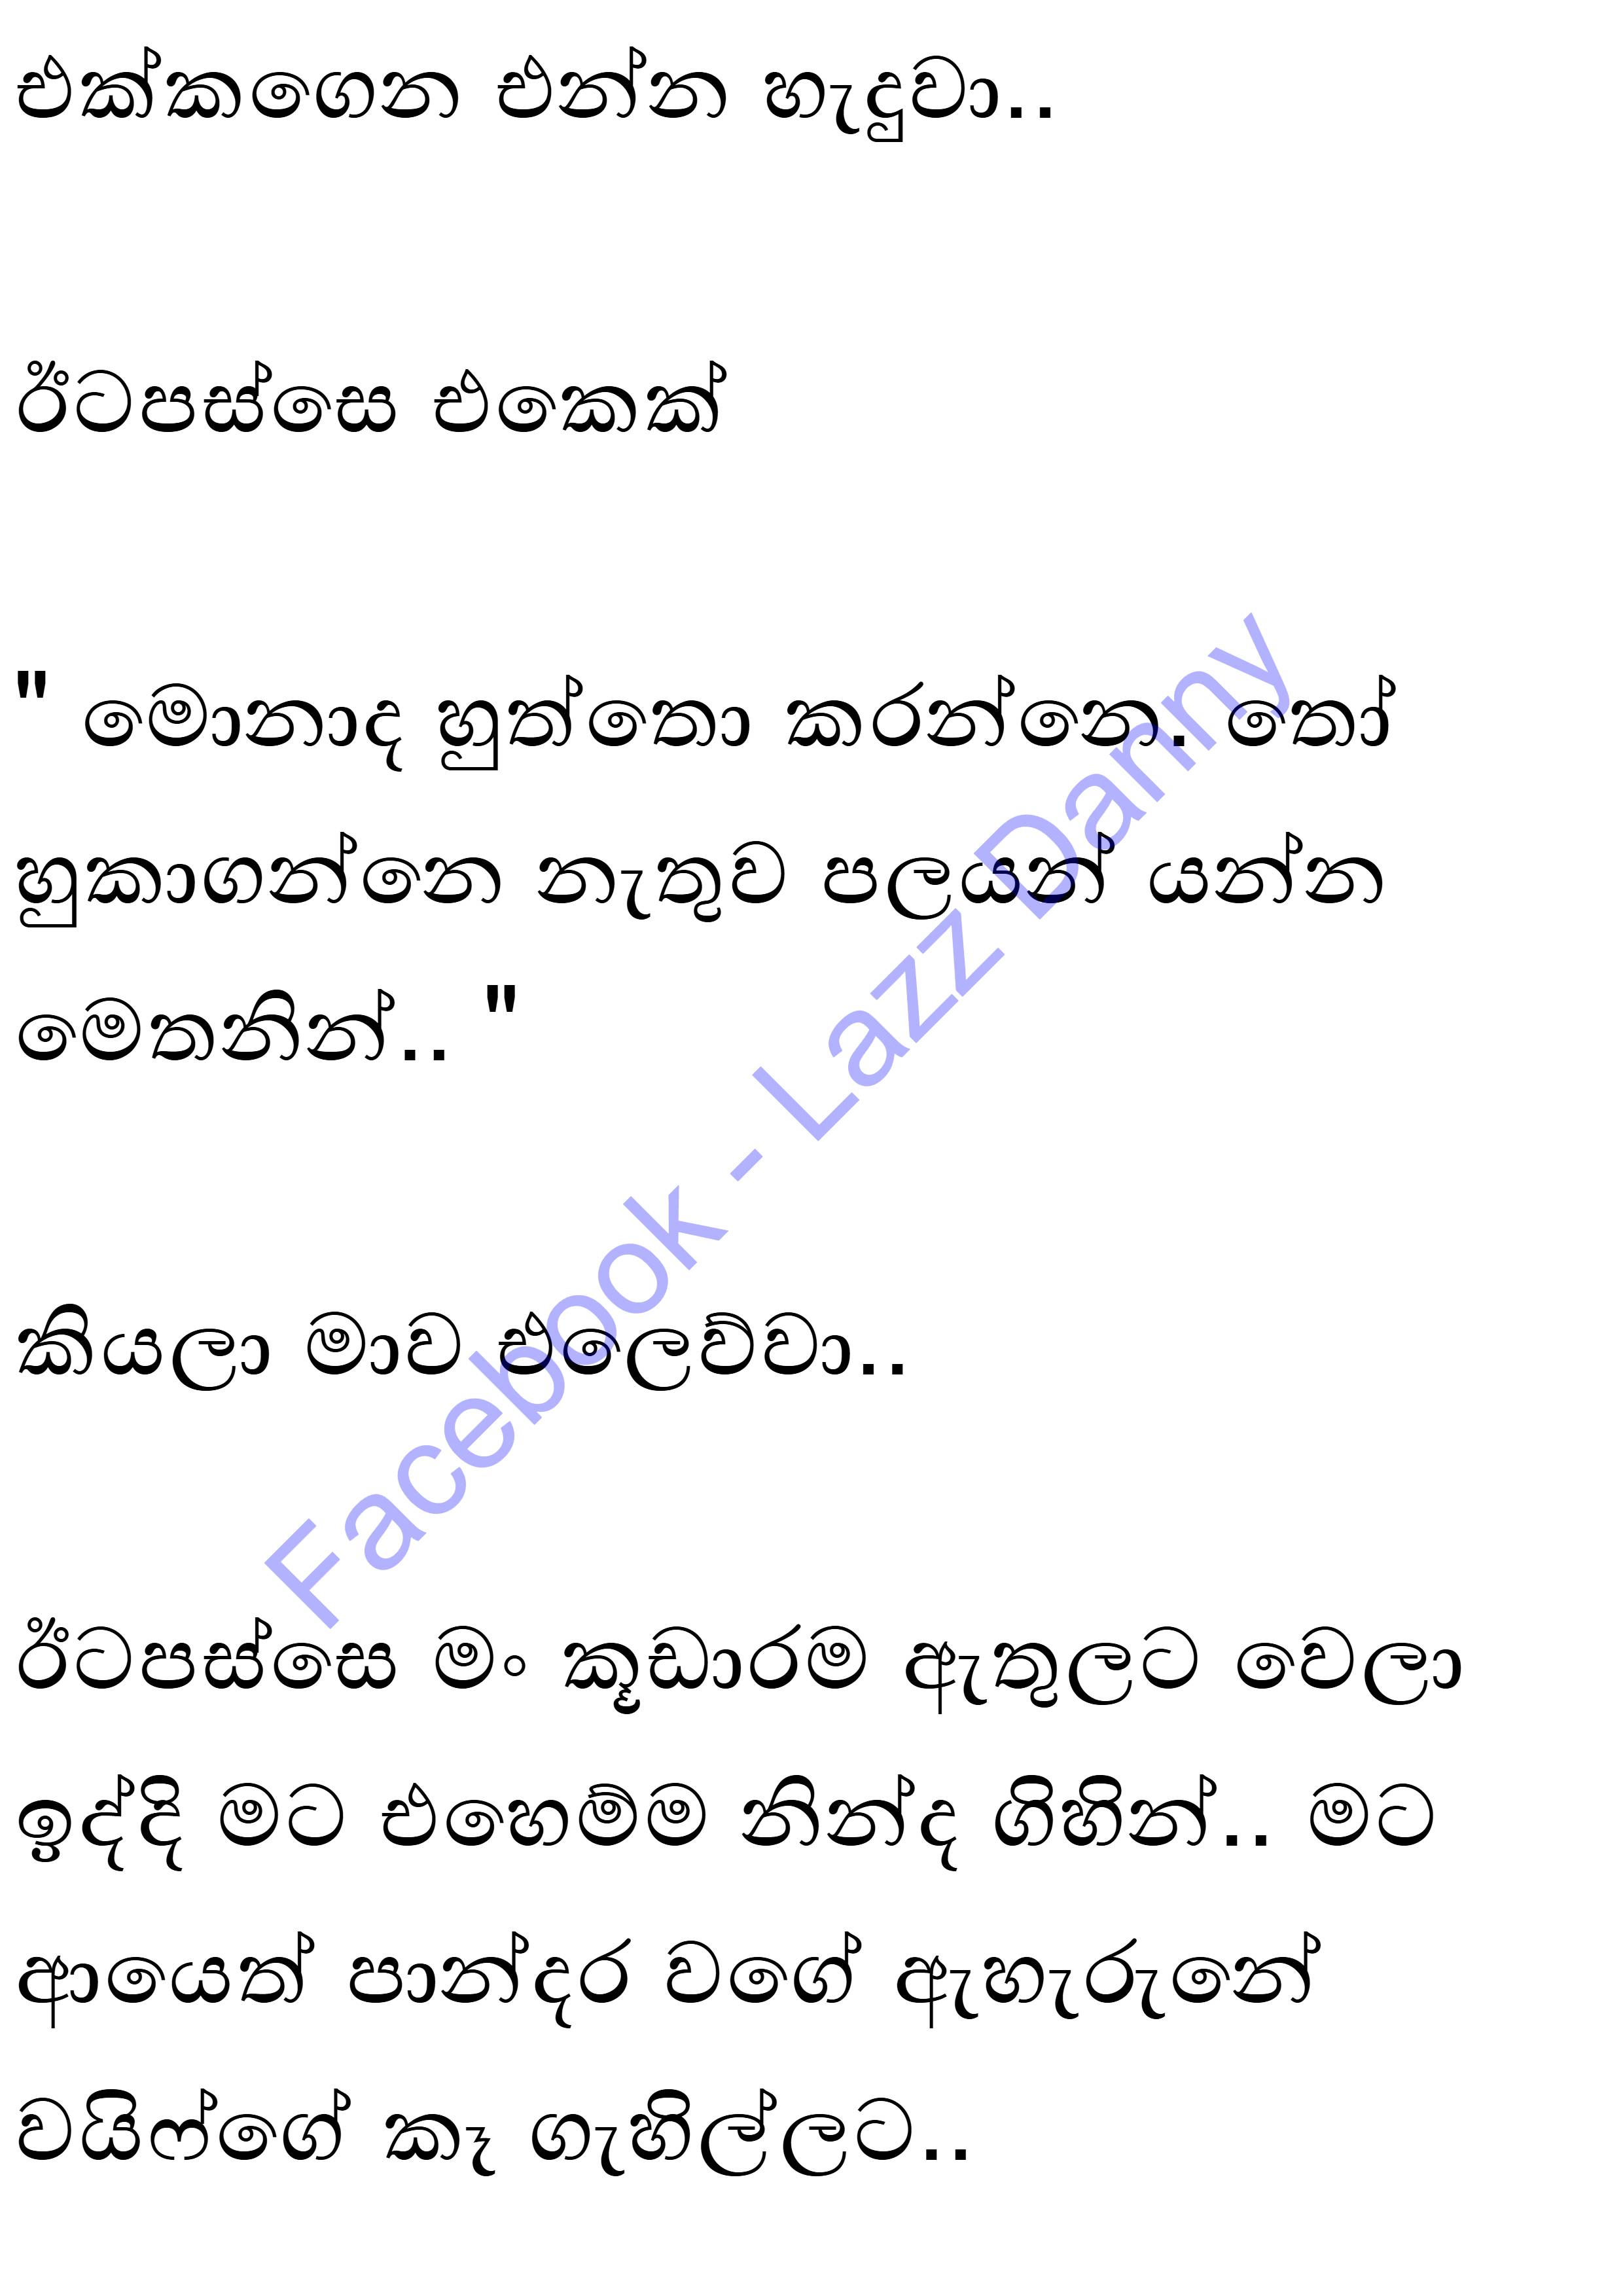 එක්කගෙන එන්න හැදුවා..
ඊටපස්සෙ එකෙක්
" මොනාද හුත්තො කරන්නෙ. තෝ
හුකාගන්නෙ නැතුව පලයන් යන්න
මෙතනින්.. "
කියලා මාව එලෙව්වා..
ඊටපස්සෙ මං කූඩාරම ඇතුලට වෙලා
ඉද්දි මට එහෙම්ම නින්ද ගිහින්.. මට
ආයෙත් පාන්දර වගේ ඇහැරුනේ
වයිෆ්ගේ කෑ ගැහිල්ලට..
Facebook - Lazz Danny